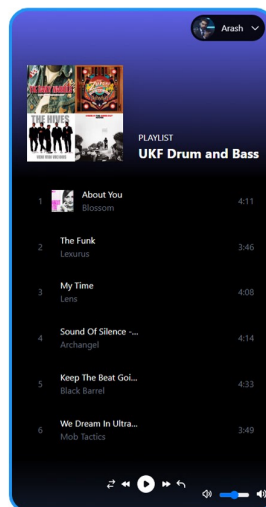 Arash
THE HIVES
PLAYLIST
UKF Drum and Bass
1 About You 4:11
Blossom
2 The Funk 3:46
Lexurus
3 My Time 4:08
Lens
4 Sound Of Silence -... 4:14
Archangel
5 Keep The Beat Goi... 4:33
Black Barrel
6 We Dream In Ultra... 3:49
Mob Tactics